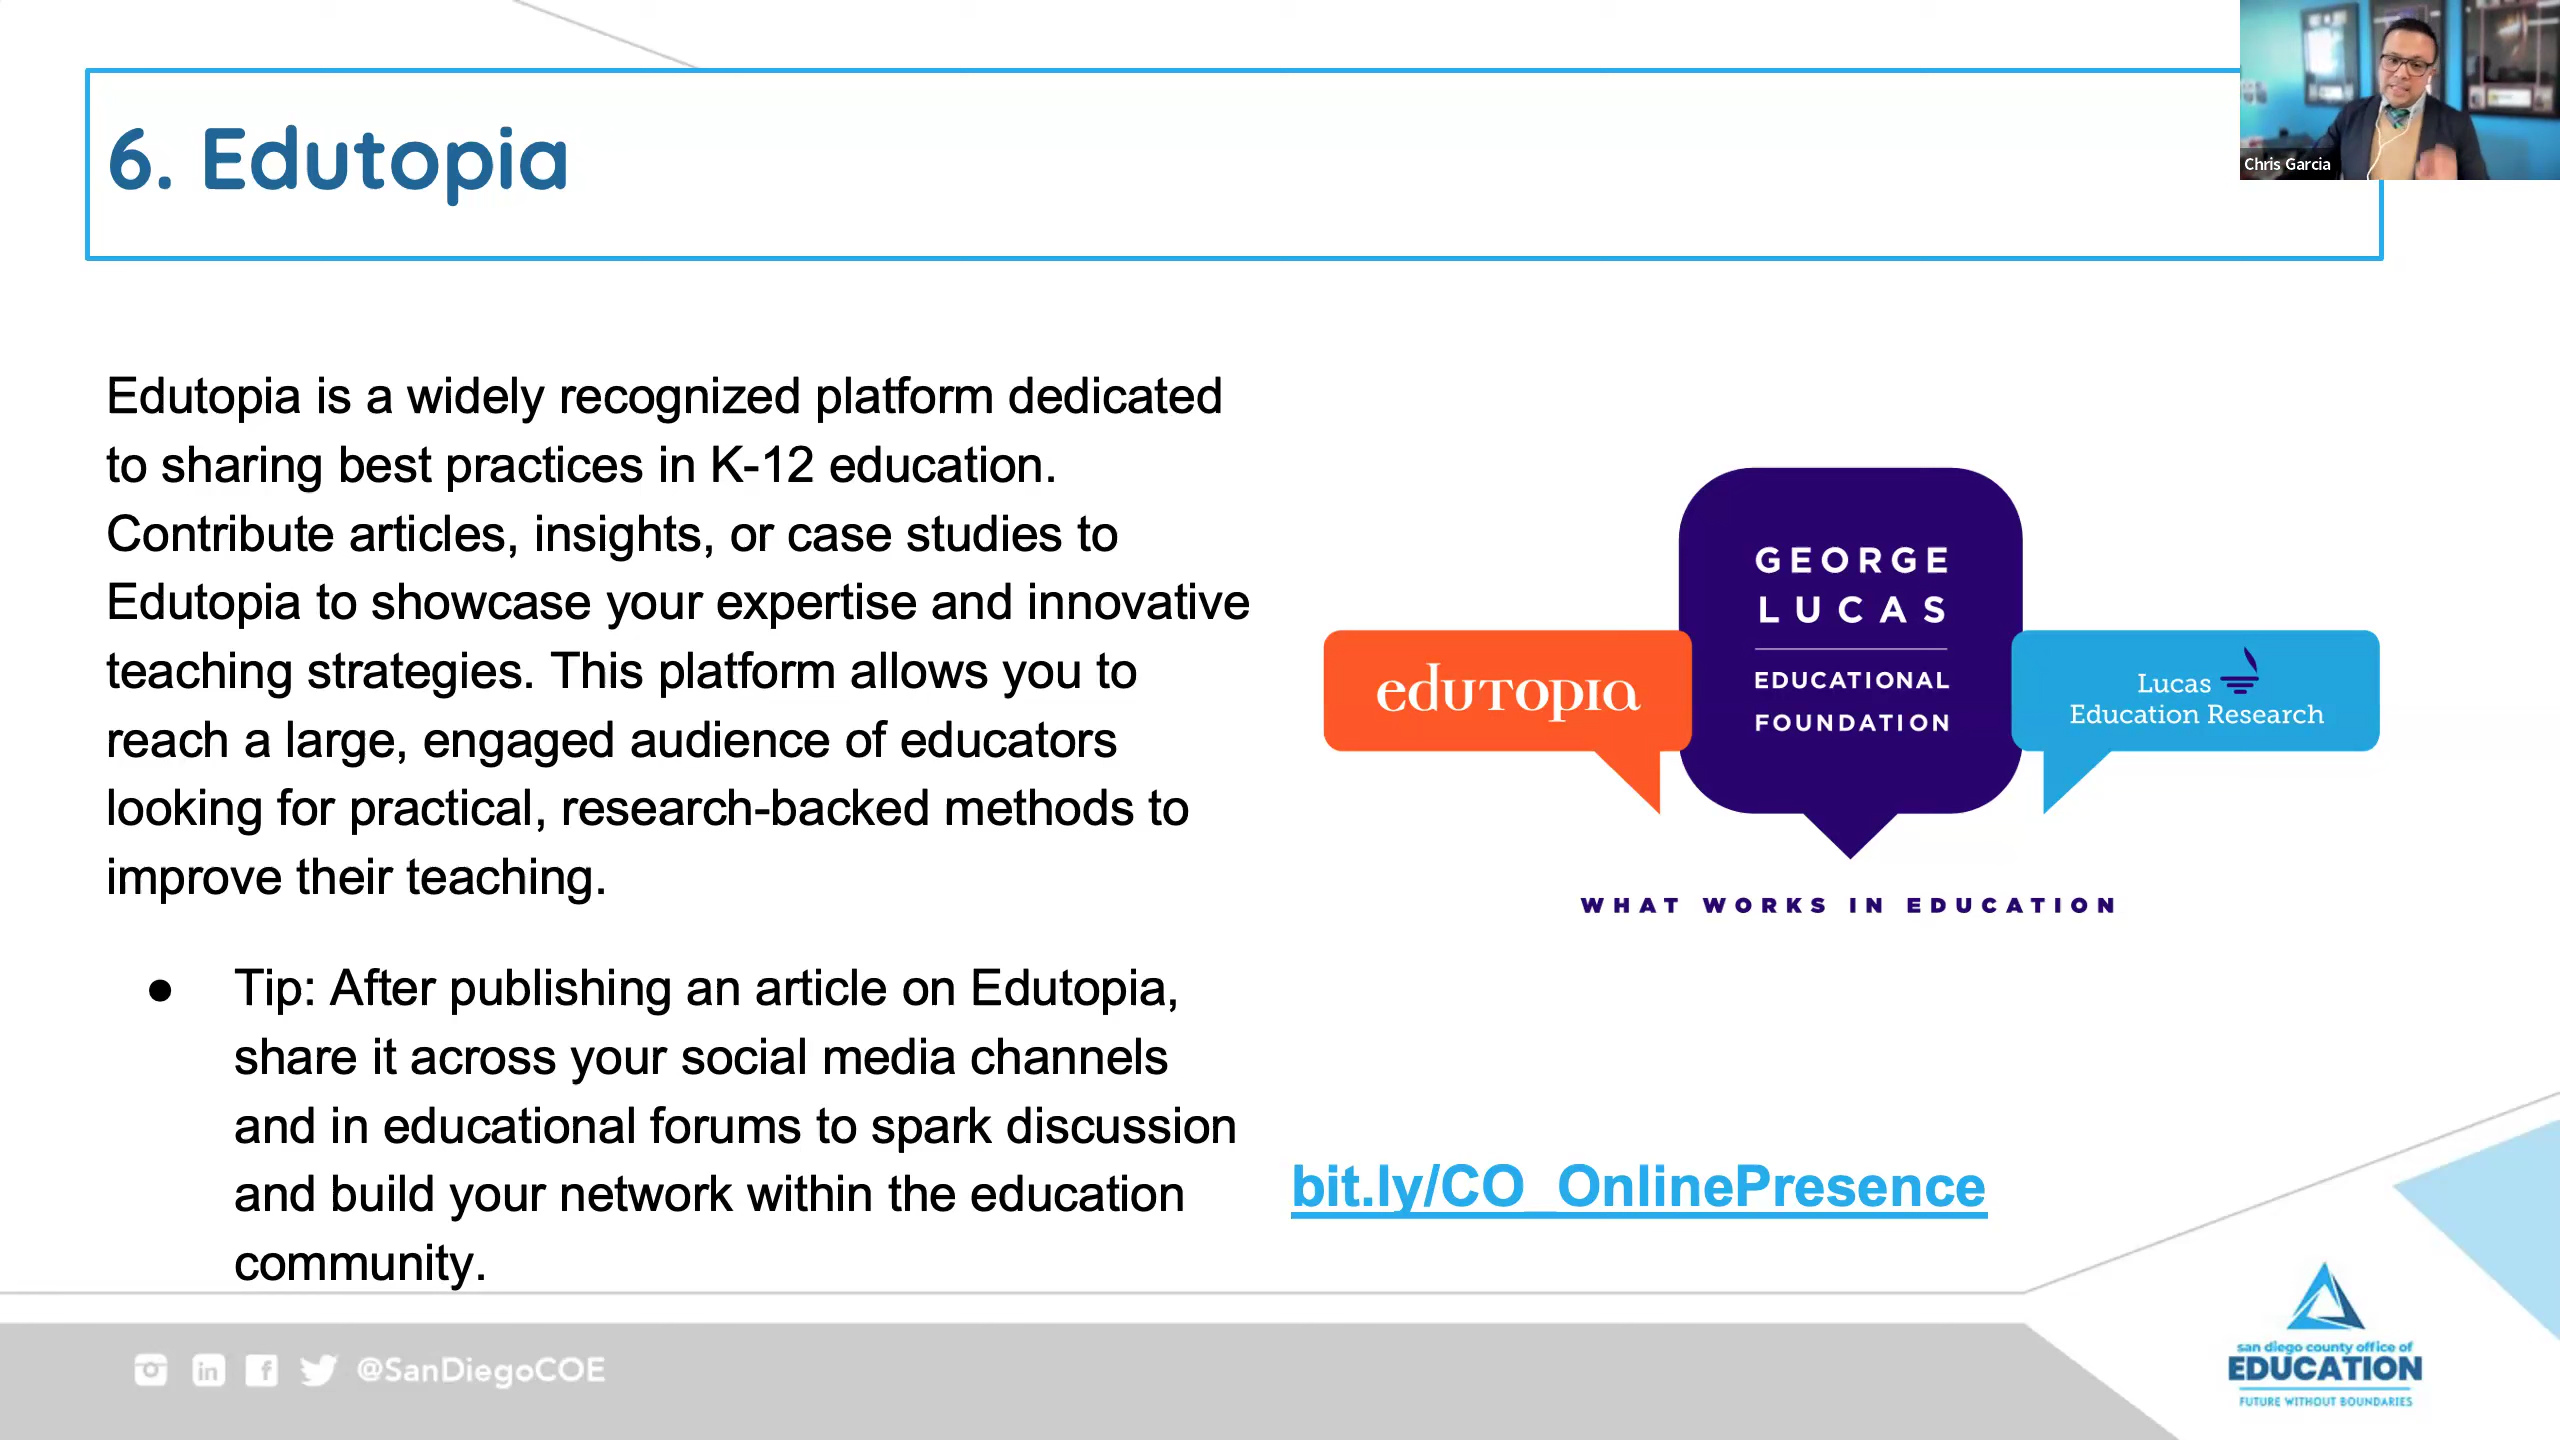 6. Edutopia
Chris Garcia
Edutopia is a widely recognized platform dedicated
to sharing best practices in K-12 education.
Contribute articles, insights, or case studies to
Edutopia to showcase your expertise and innovative
teaching strategies. This platform allows you to
reach a large, engaged audience of educators
looking for practical, research-backed methods to
improve their teaching.
● Tip: After publishing an article on Edutopia,
share it across your social media channels
and in educational forums to spark discussion
and build your network within the education
community.
edutopia
GEORGE
LUCAS
EDUCATIONAL
FOUNDATION
Lucas
Education Research
WHAT WORKS IN EDUCATION
bit.ly/CO_OnlinePresence
@SanDiegoCOE
san diego county office of
EDUCATION
FUTURE WITHOUT BOUNDARIES